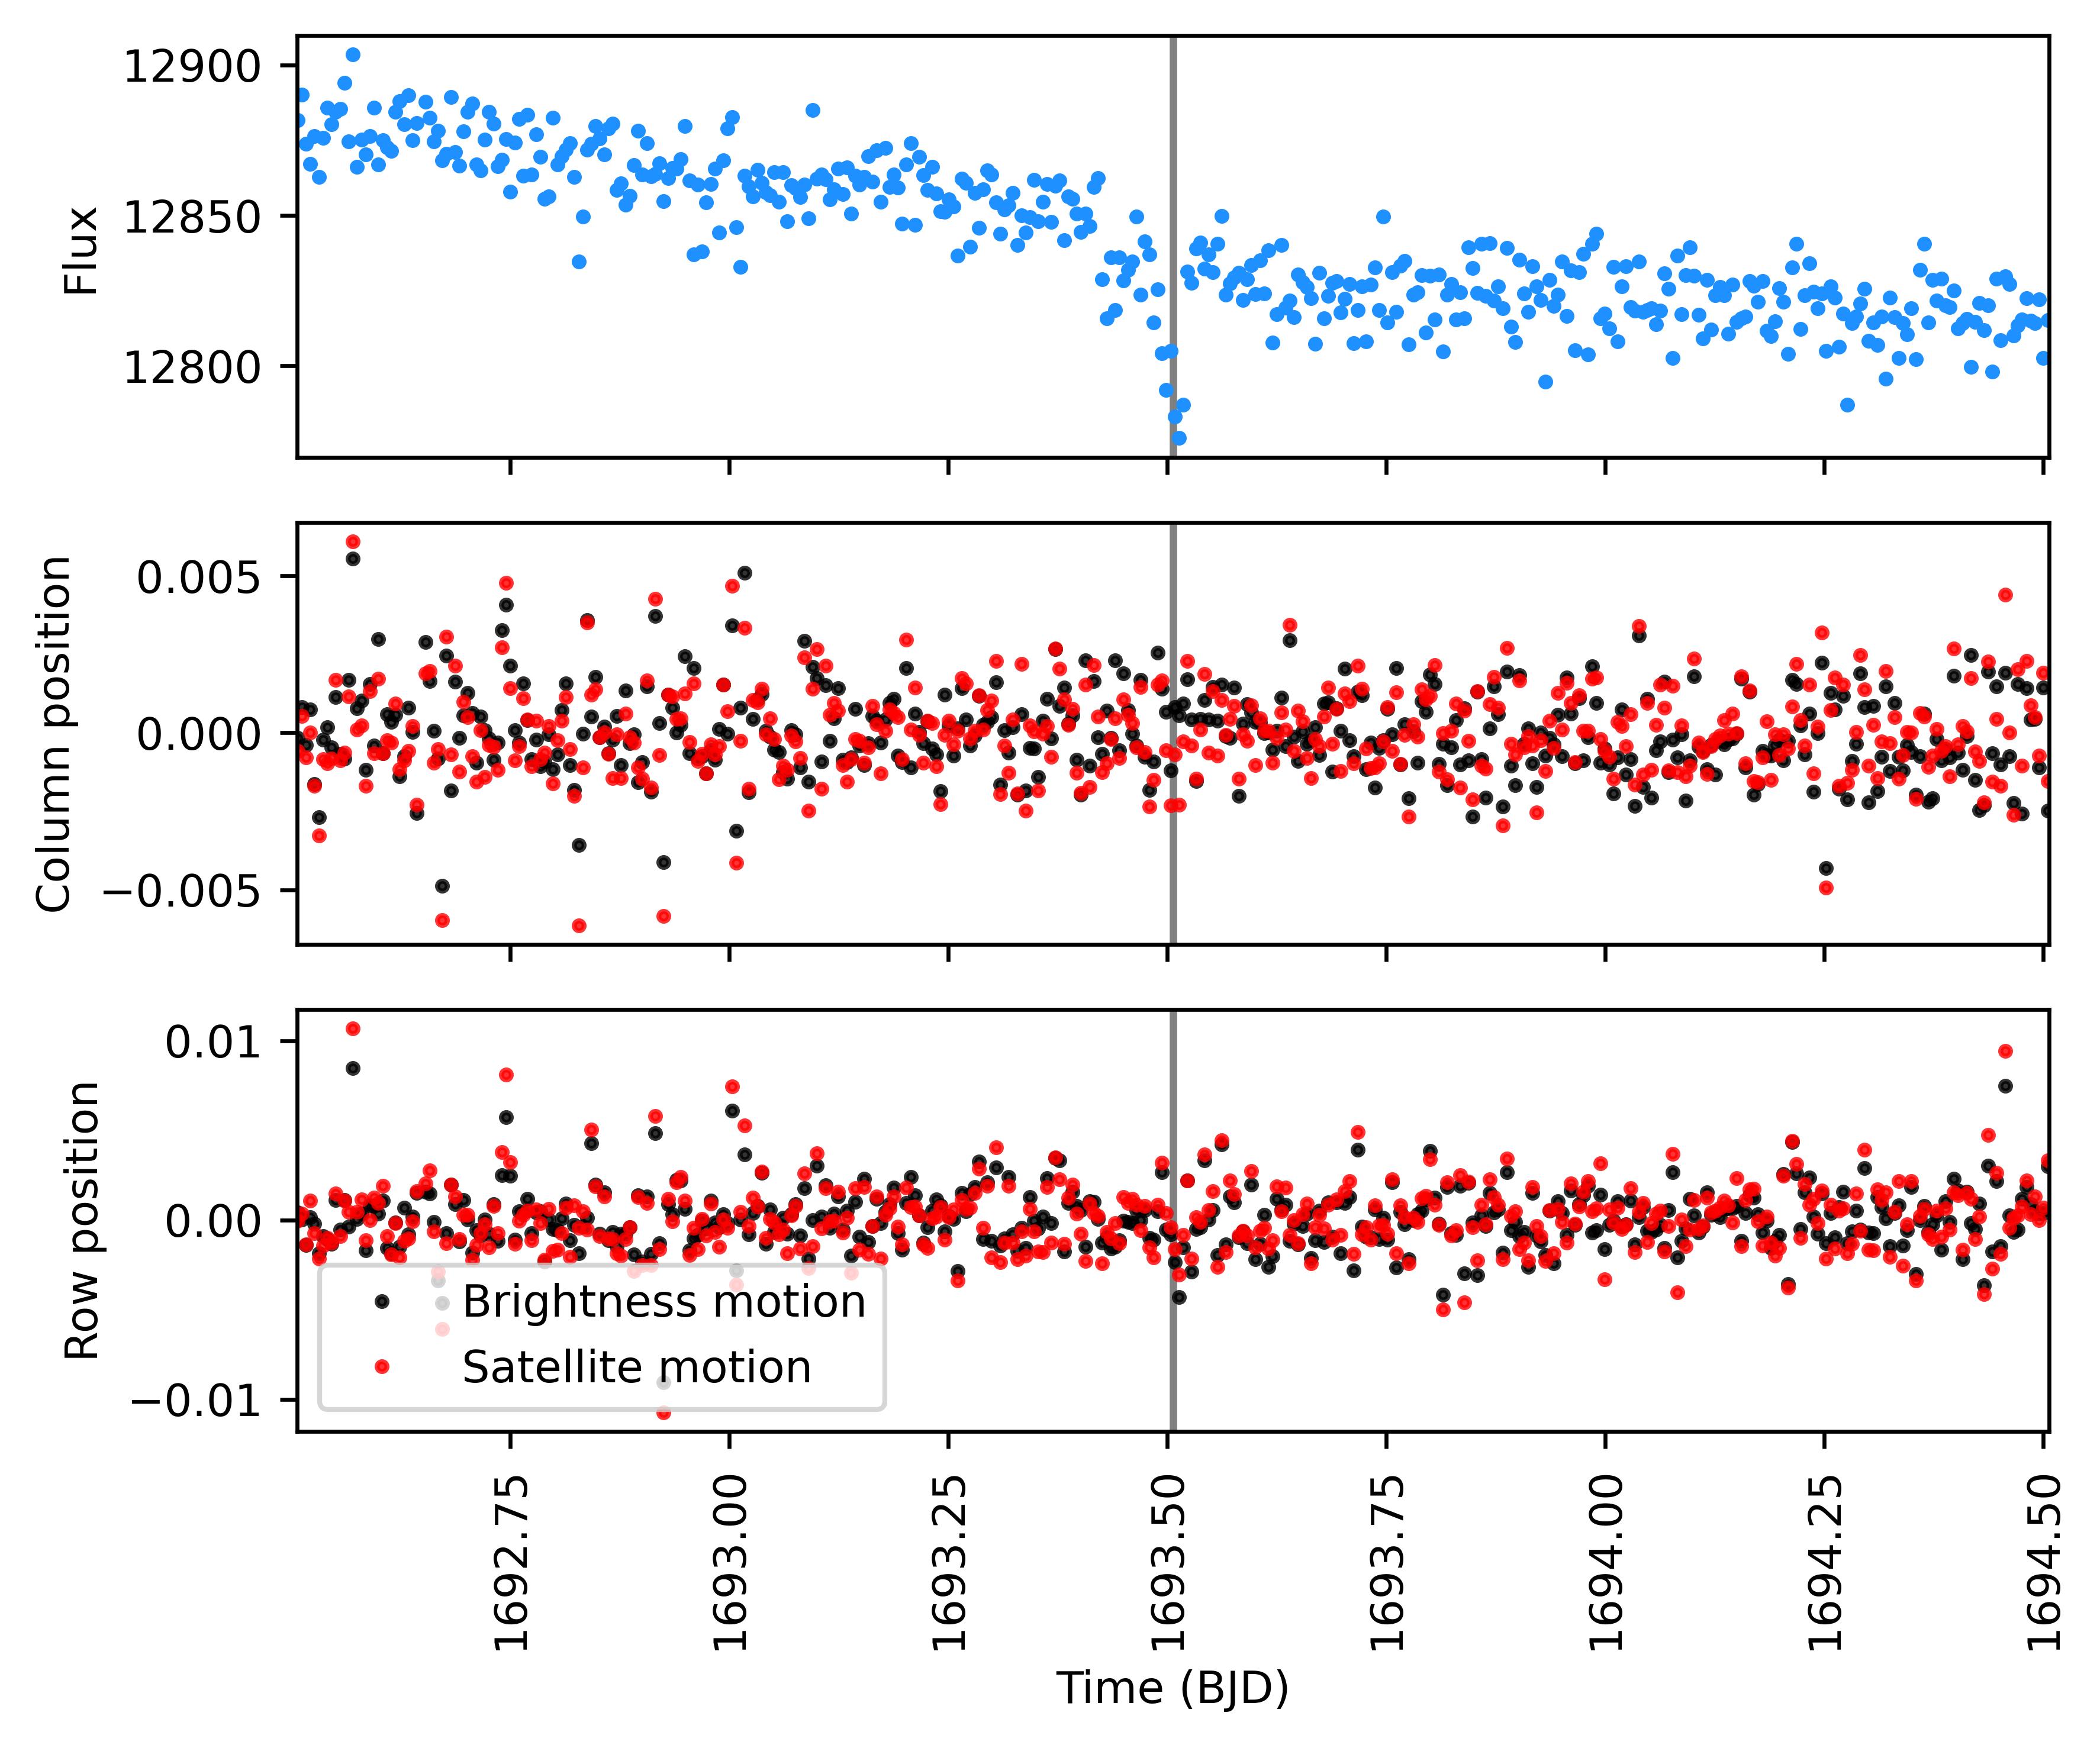 12900
12850
12800
Flux
0.005
0.000
−0.005
Column position
0.01
0.00
−0.01
Row position
Brightness motion
Satellite motion
1692.75
1693.00
1693.25
1693.50
1693.75
1694.00
1694.25
1694.50
Time (BJD)